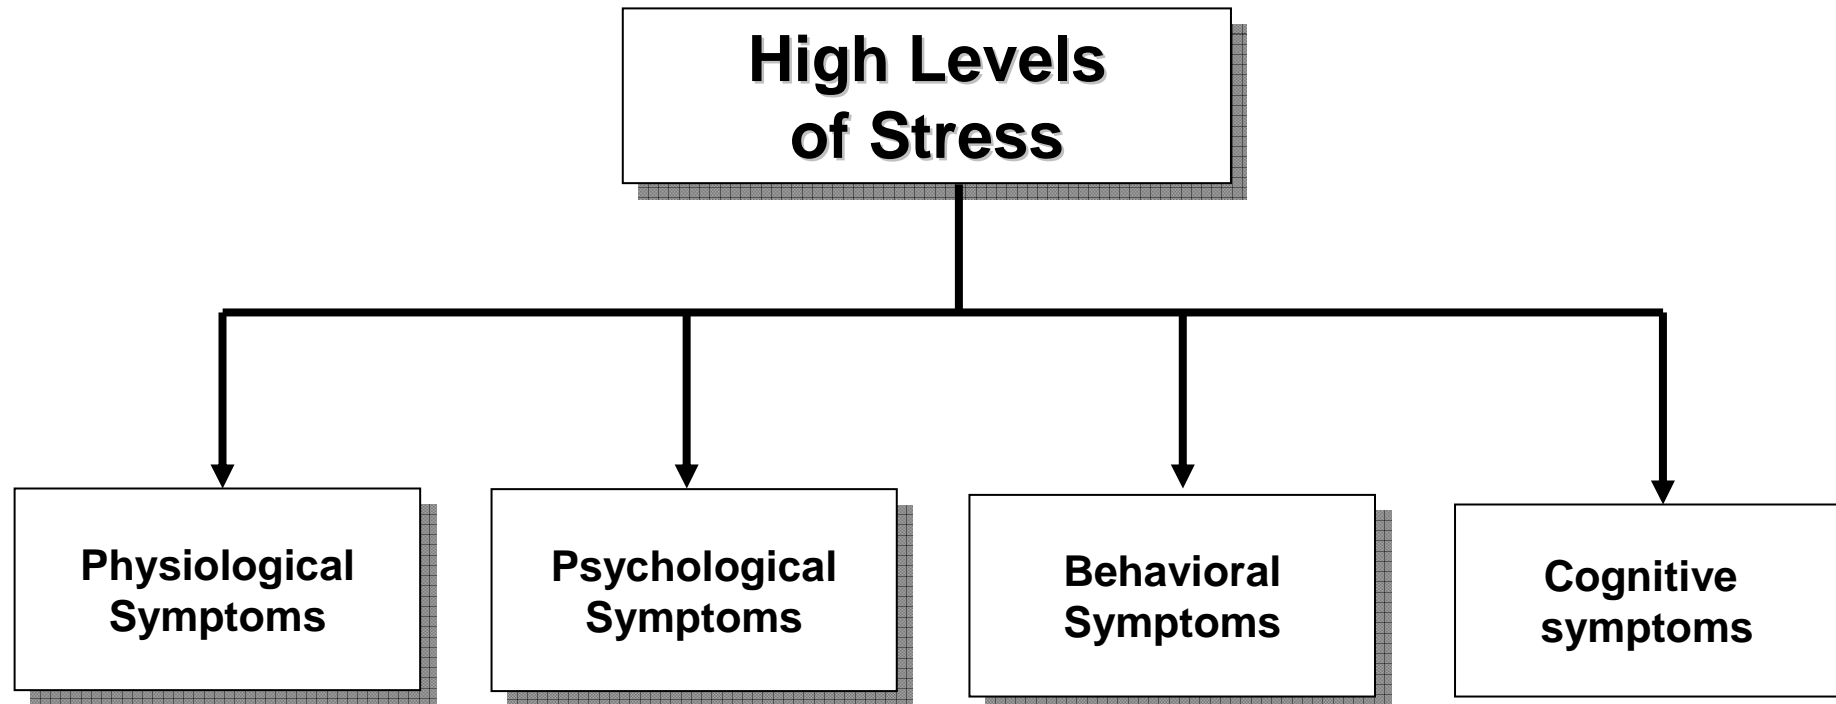 High Levels
of Stress
Physiological
Symptoms
Psychological
Symptoms
Behavioral
Symptoms
Cognitive
symptoms